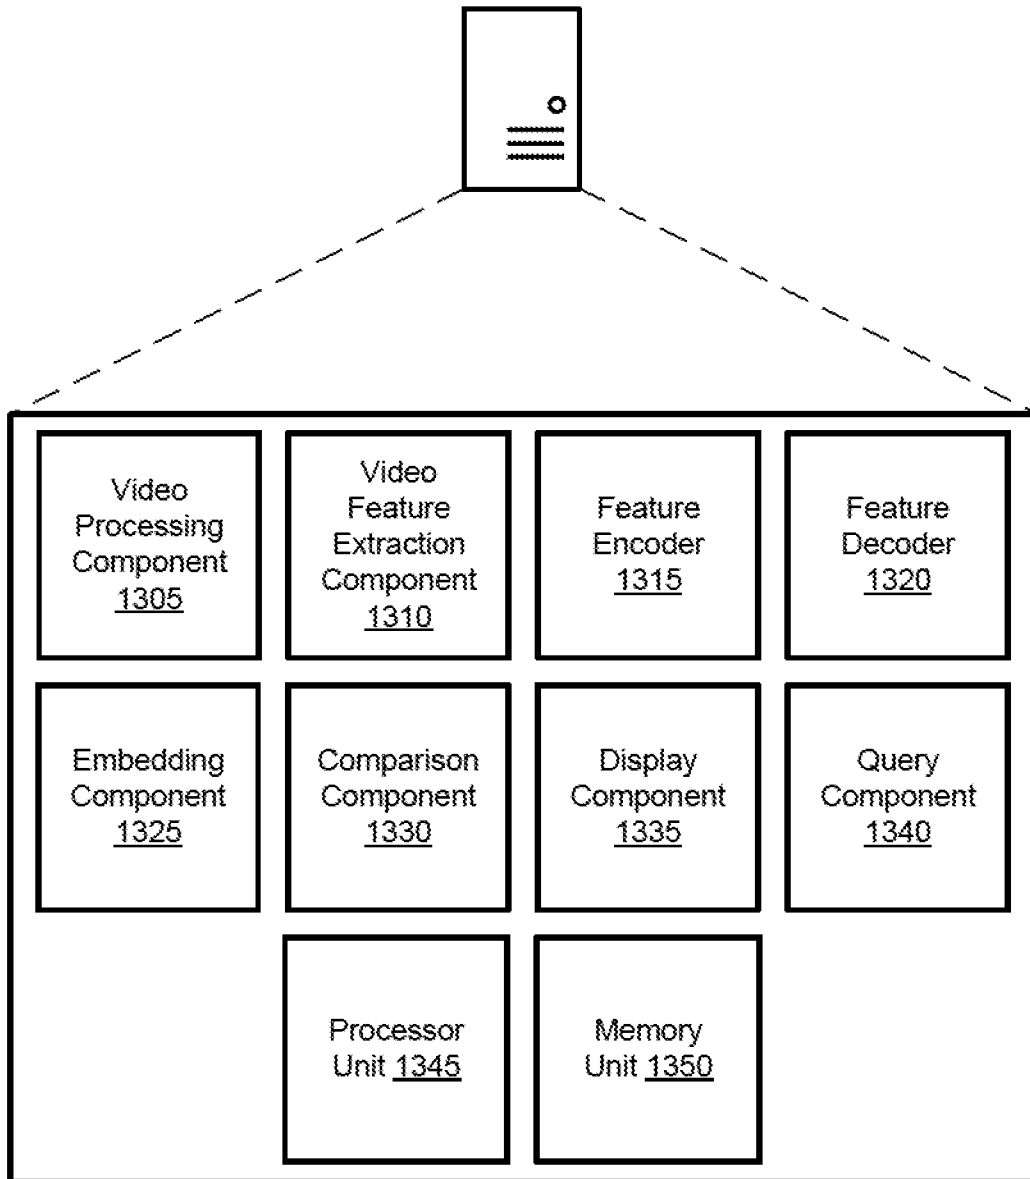 Video
Processing
Component
1305
Video
Feature
Extraction
Component
1310
Feature
Encoder
1315
Feature
Decoder
1320
Embedding
Component
1325
Comparison
Component
1330
Display
Component
1335
Query
Component
1340
Processor
Unit 1345
Memory
Unit 1350